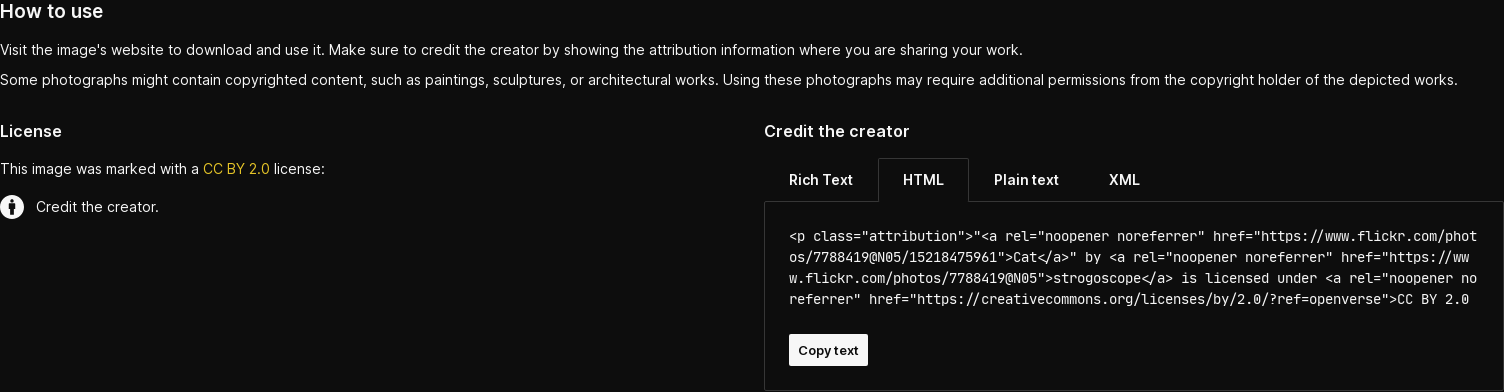 How to use
Visit the image's website to download and use it. Make sure to credit the creator by showing the attribution information where you are sharing your work.
Some photographs might contain copyrighted content, such as paintings, sculptures, or architectural works. Using these photographs may require additional permissions from the copyright holder of the depicted works.
License
This image was marked with a CC BY 2.0 license:
Credit the creator.
Credit the creator
Rich Text HTML Plain text XML
<p class="attribution">"<a rel="noopener noreferrer" href="https://www.flickr.com/phot
os/7788419@N05/15218475961">Cat</a>" by <a rel="noopener noreferrer" href="https://ww
w.flickr.com/photos/7788419@N05">strogoscope</a> is licensed under <a rel="noopener no
referrer" href="https://creativecommons.org/licenses/by/2.0/?ref=openverse">CC BY 2.0
Copy text